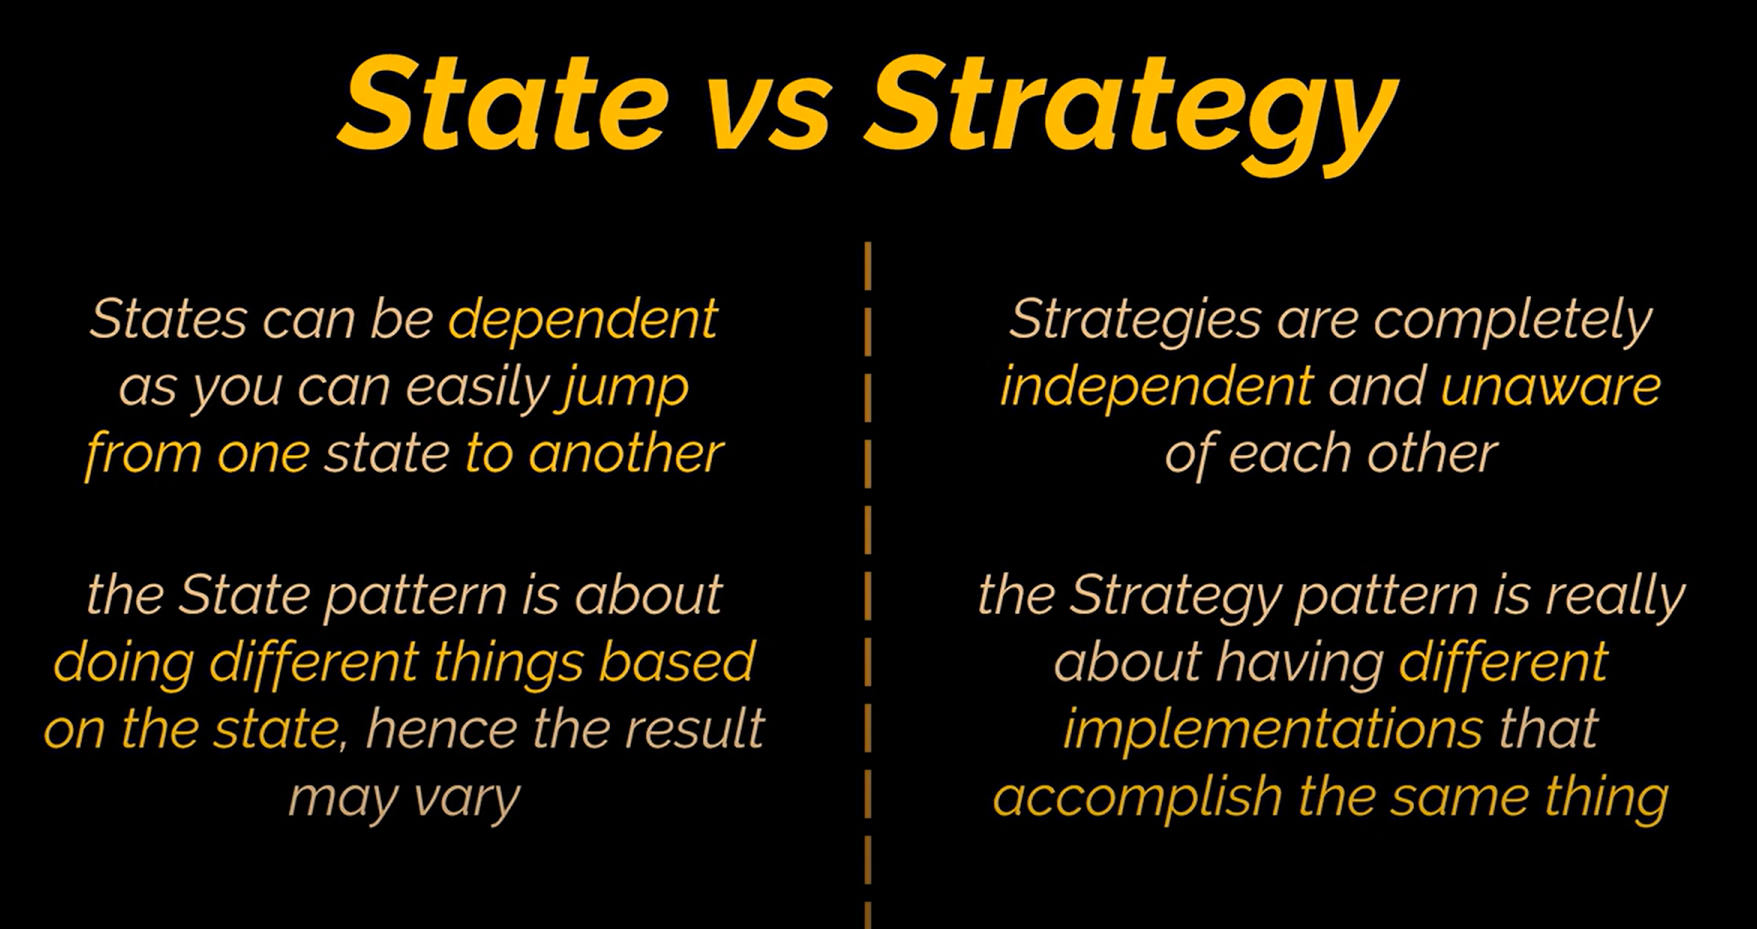 State vs Strategy
States can be dependent
as you can easily jump
from one state to another
the State pattern is about
doing different things based
on the state, hence the result
may vary
Strategies are completely
independent and unaware
of each other
the Strategy pattern is really
about having different
implementations that
accomplish the same thing